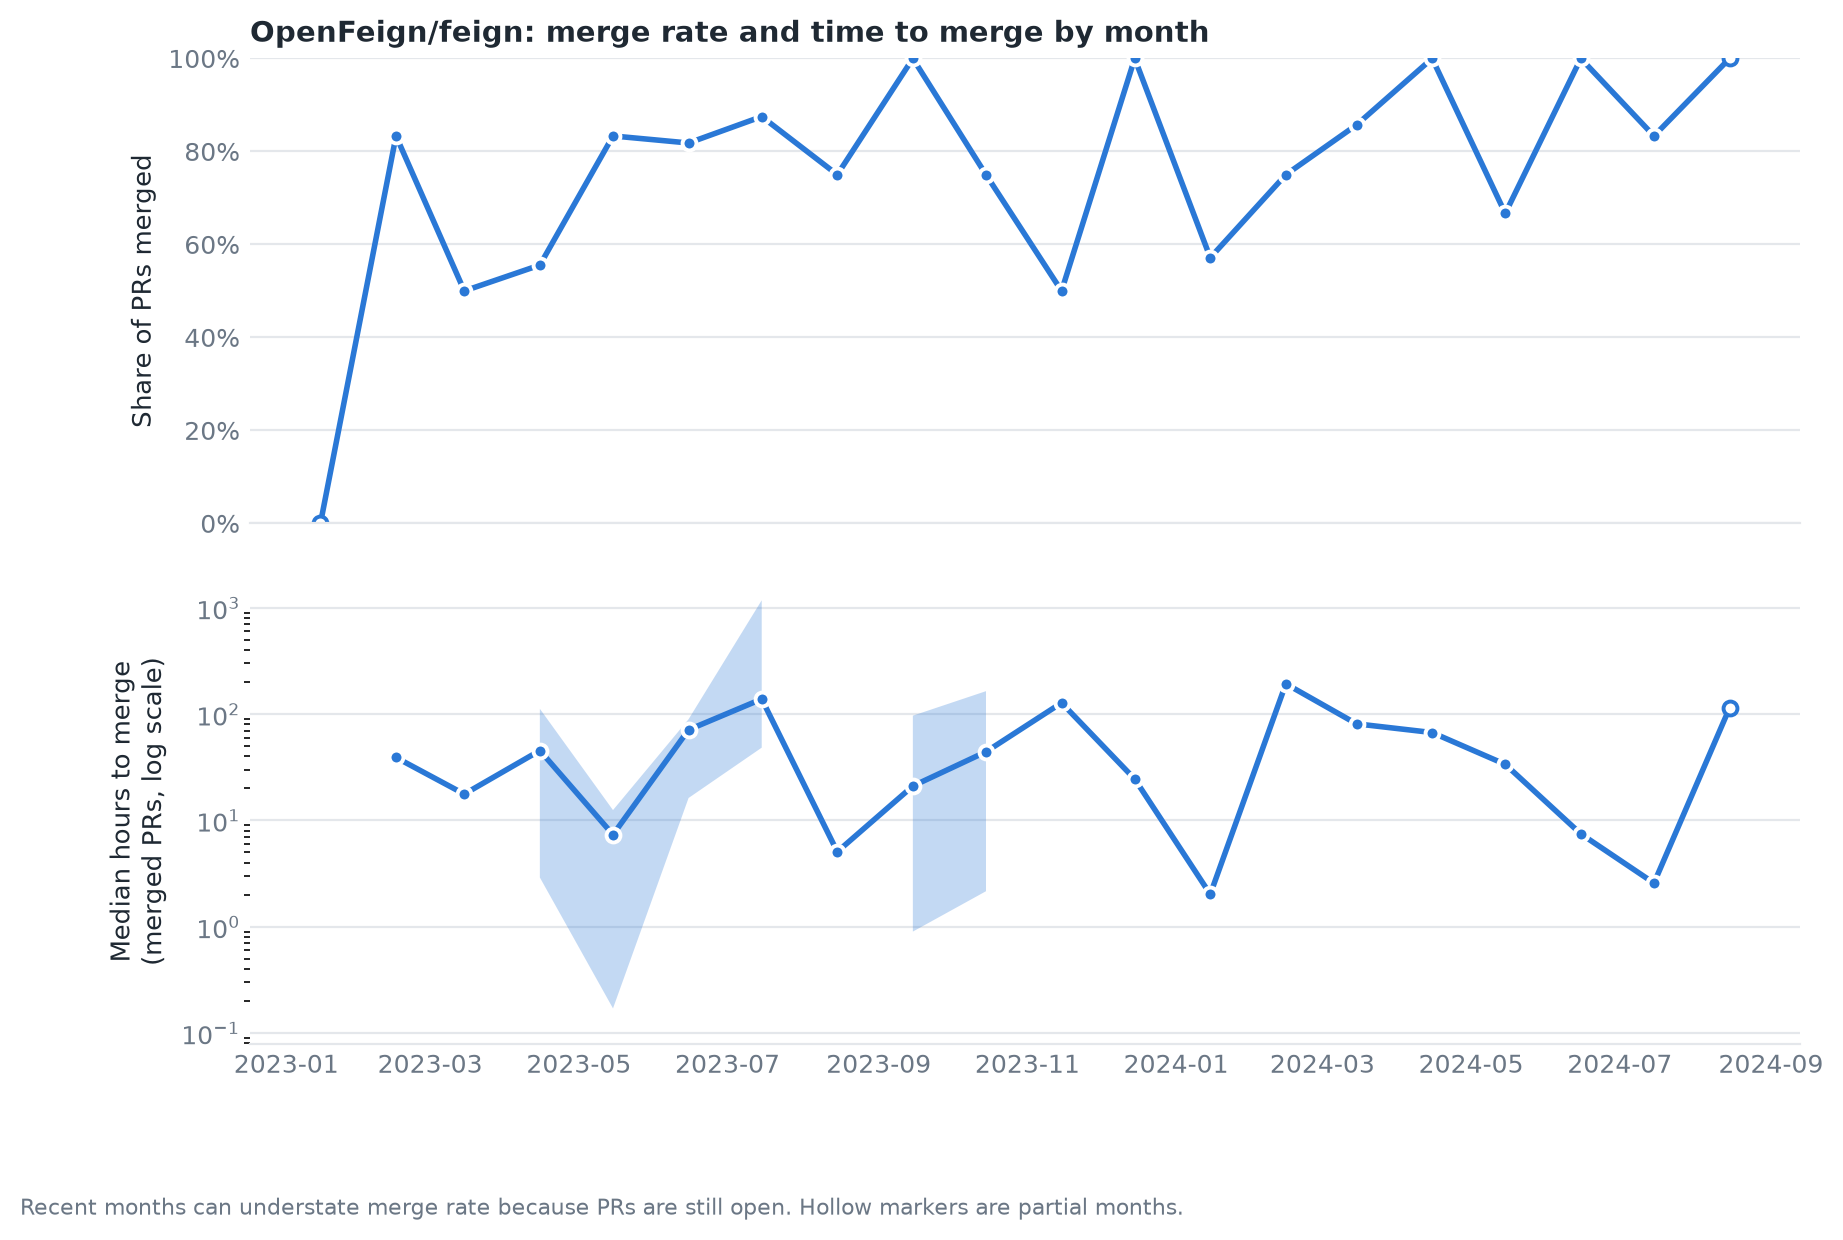 OpenFeign/feign: merge rate and time to merge by month
100%
80%
60%
40%
20%
0%
Share of PRs merged
10³
10²
10¹
10⁰
10⁻¹
Median hours to merge
(merged PRs, log scale)
2023-01 2023-03 2023-05 2023-07 2023-09 2023-11 2024-01 2024-03 2024-05 2024-07 2024-09
Recent months can understate merge rate because PRs are still open. Hollow markers are partial months.